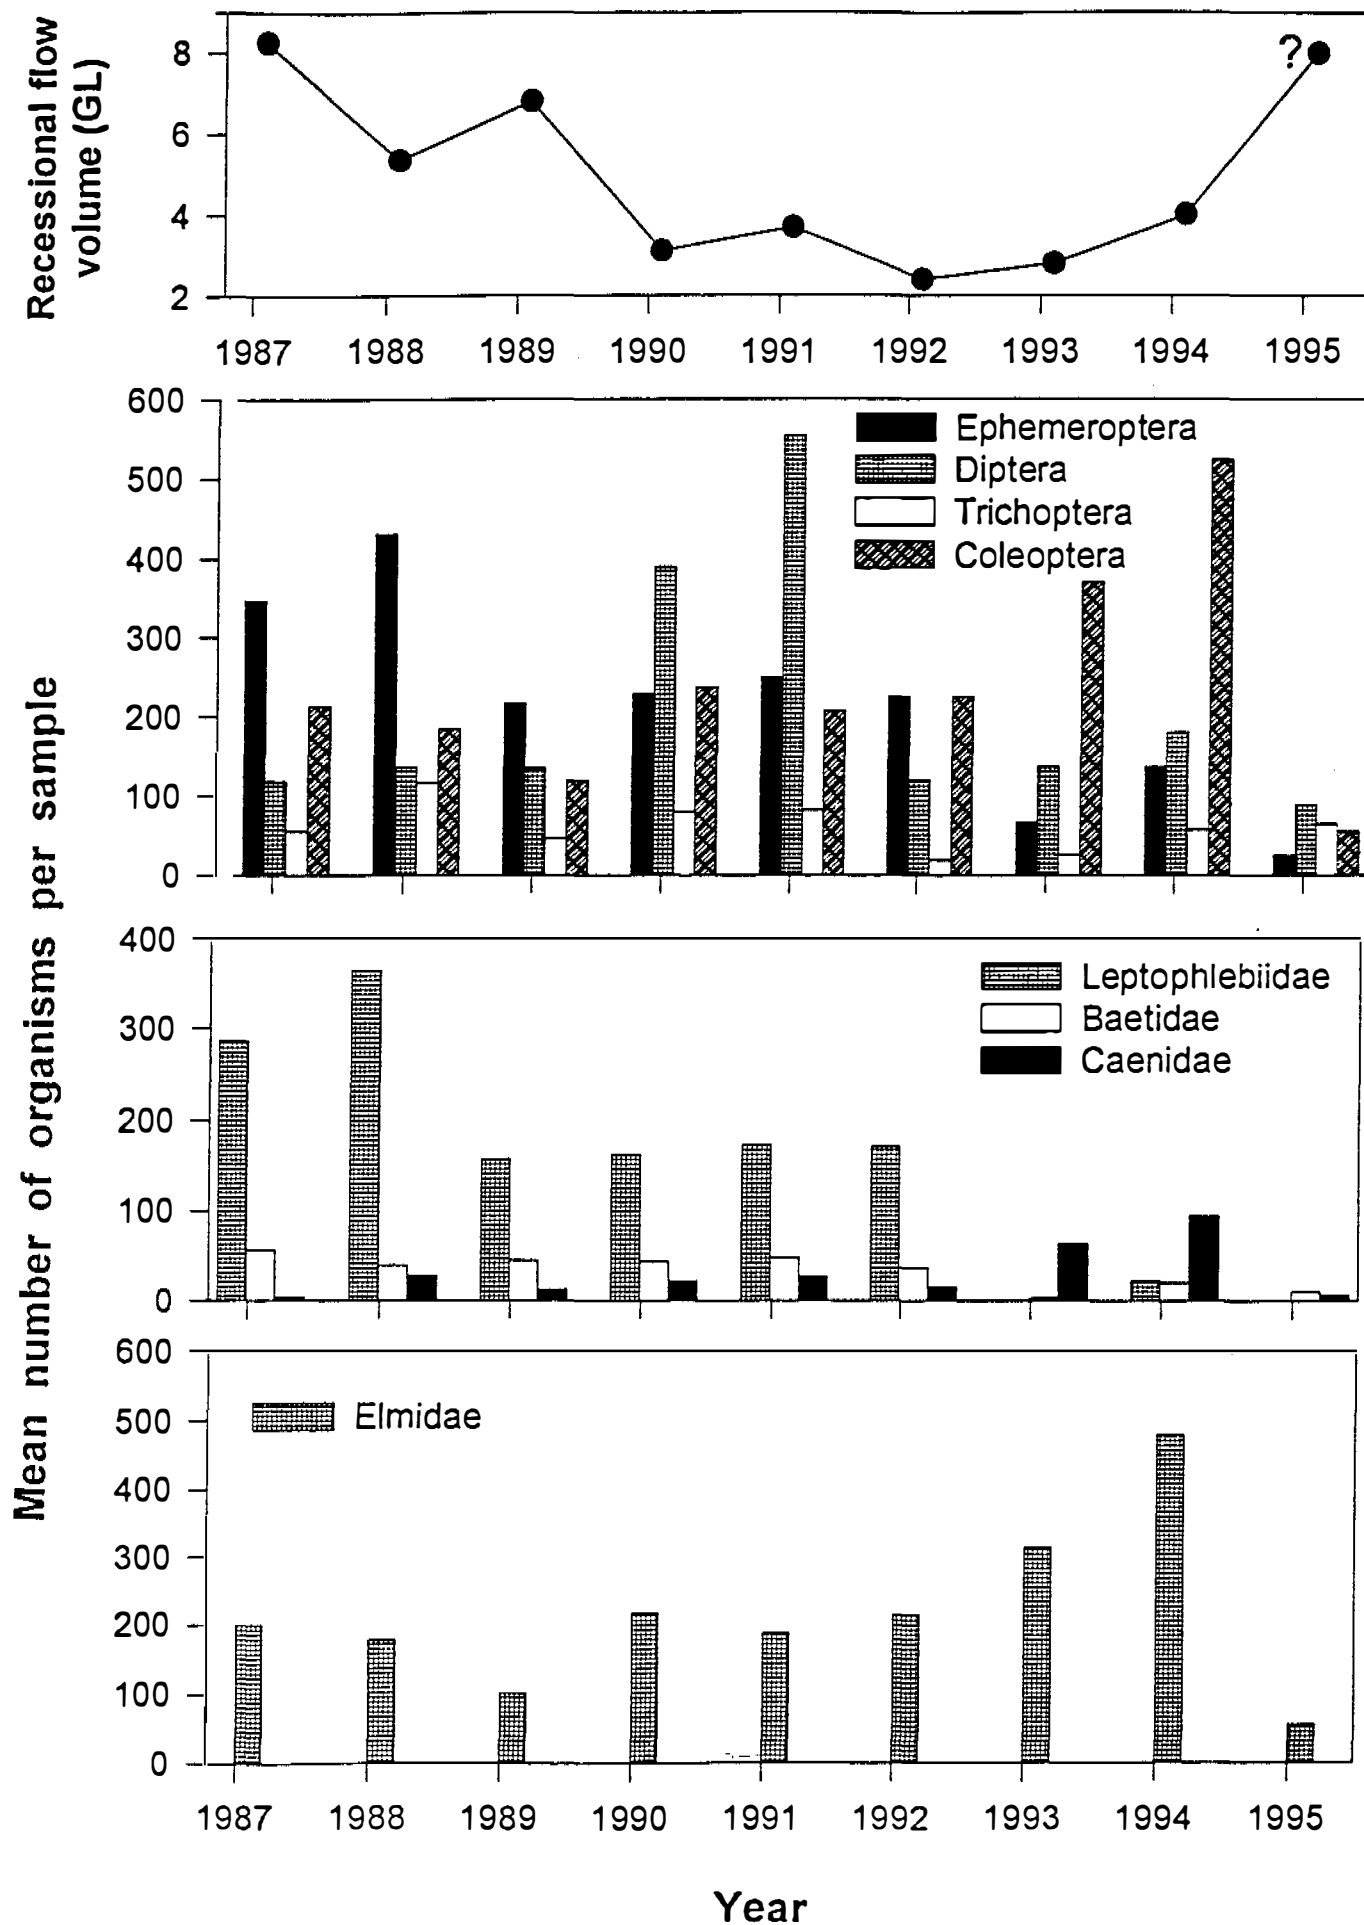 Recessional flow
volume (GL)
8
6
4
2
?
1987 1988 1989 1990 1991 1992 1993 1994 1995
Mean number of organisms per sample
600
500
400
300
200
100
0
Ephemeroptera
Diptera
Trichoptera
Coleoptera
400
300
200
100
0
Leptophlebiidae
Baetidae
Caenidae
600
500
400
300
200
100
0
Elmidae
1987 1988 1989 1990 1991 1992 1993 1994 1995
Year